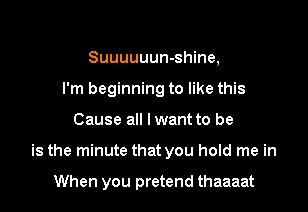 Suuuuuun-shine,
I'm beginning to like this
Cause all I want to be
is the minute that you hold me in
When you pretend thaaaat